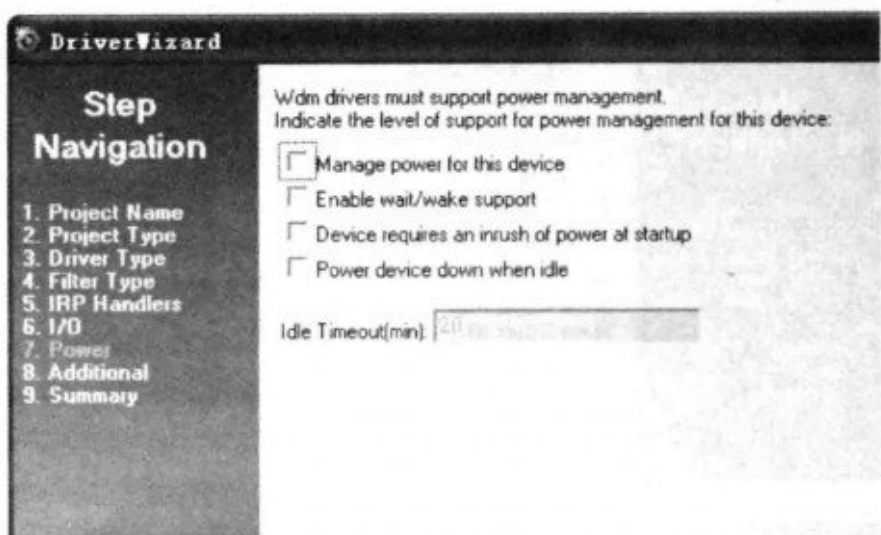 DriverWizard
Step
Navigation
1. Project Name
2. Project Type
3. Driver Type
4. Filter Type
5. IRP Handlers
6. I/O
7. Power
8. Additional
9. Summary
Wdm drivers must support power management.
Indicate the level of support for power management for this device:
Manage power for this device
Enable wait/wake support
Device requires an inrush of power at startup
Power device down when idle
Idle Timeout(min):